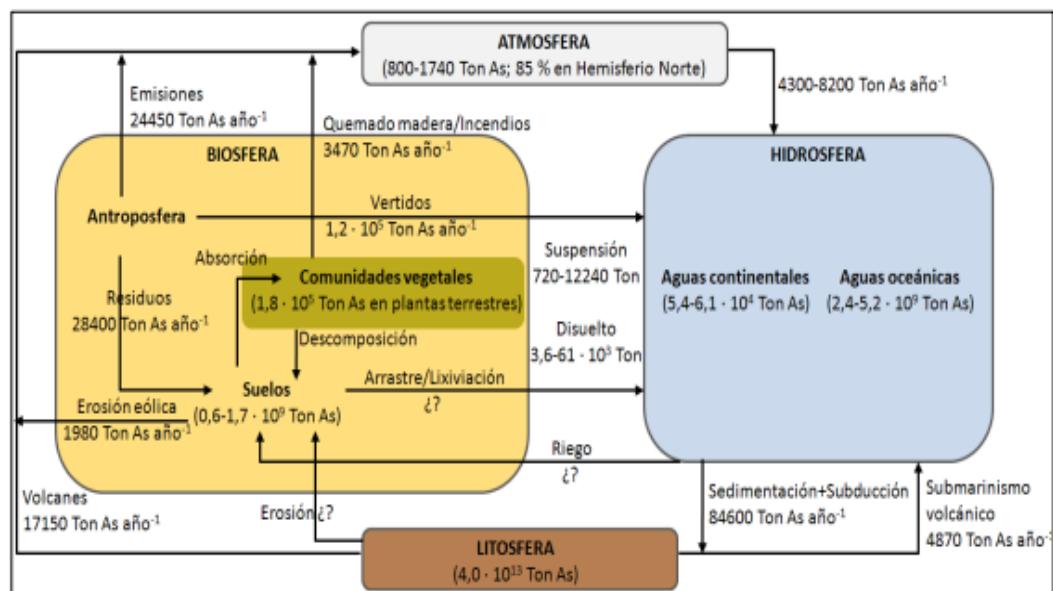 ATMOSFERA
(800-1740 Ton As; 85 % en Hemisferio Norte)
4300-8200 Ton As año⁻¹
Emisiones
24450 Ton As año⁻¹
Quemado madera/Incendios
3470 Ton As año⁻¹
BIOSFERA
HIDROSFERA
Antroposfera
Vertidos
1,2 · 10⁵ Ton As año⁻¹
Absorción
Comunidades vegetales
(1,8 · 10⁵ Ton As en plantas terrestres)
Suspensión
720-12240 Ton
Aguas continentales
(5,4-6,1 · 10⁴ Ton As)
Aguas oceánicas
(2,4-5,2 · 10⁹ Ton As)
Residuos
28400 Ton As año⁻¹
Descomposición
Disuelto
3,6-61 · 10³ Ton
Suelos
(0,6-1,7 · 10⁹ Ton As)
Arrastre/Lixiviación
¿?
Erosión eólica
1980 Ton As año⁻¹
Riego
¿?
Volcanes
17150 Ton As año⁻¹
Erosión ¿?
Sedimentación+Subducción
84600 Ton As año⁻¹
Submarinismo
volcánico
4870 Ton As año⁻¹
LITOSFERA
(4,0 · 10¹³ Ton As)